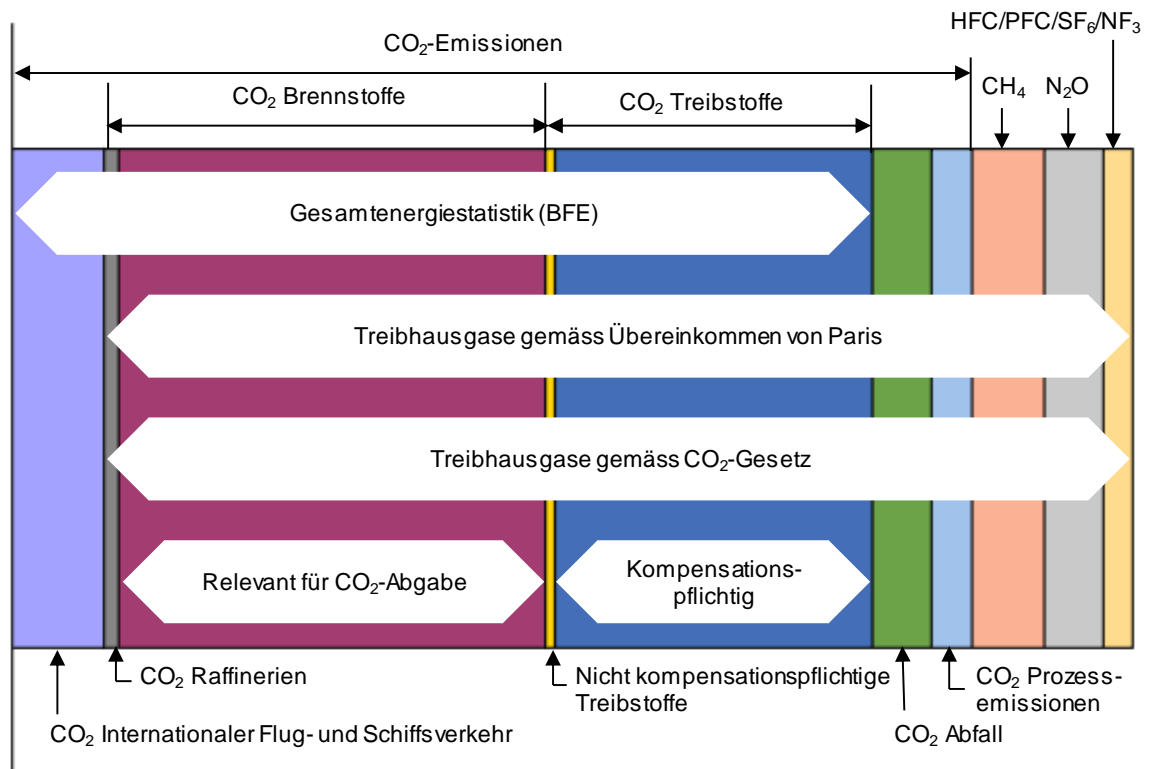 HFC/PFC/SF₆/NF₃
CO₂-Emissionen
CO₂ Brennstoffe
CO₂ Treibstoffe
CH₄
N₂O
Gesamtenergiestatistik (BFE)
Treibhausgase gemäss Übereinkommen von Paris
Treibhausgase gemäss CO₂-Gesetz
Relevant für CO₂-Abgabe
Kompensations-
pflichtig
CO₂ Raffinerien
Nicht kompensationspflichtige
Treibstoffe
CO₂ Prozess-
emissionen
CO₂ Internationaler Flug- und Schiffsverkehr
CO₂ Abfall